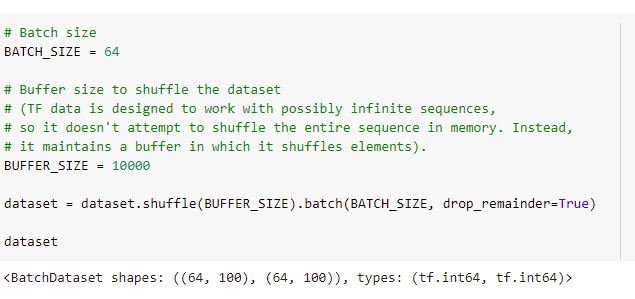 # Batch size
BATCH_SIZE = 64
# Buffer size to shuffle the dataset
# (TF data is designed to work with possibly infinite sequences,
# so it doesn't attempt to shuffle the entire sequence in memory. Instead,
# it maintains a buffer in which it shuffles elements).
BUFFER_SIZE = 10000
dataset = dataset.shuffle(BUFFER_SIZE).batch(BATCH_SIZE, drop_remainder=True)
dataset
<BatchDataset shapes: ((64, 100), (64, 100)), types: (tf.int64, tf.int64)>